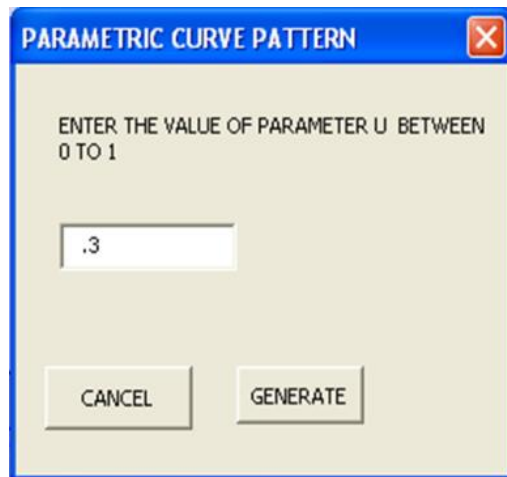 PARAMETRIC CURVE PATTERN
ENTER THE VALUE OF PARAMETER U BETWEEN
0 TO 1
.3
CANCEL
GENERATE